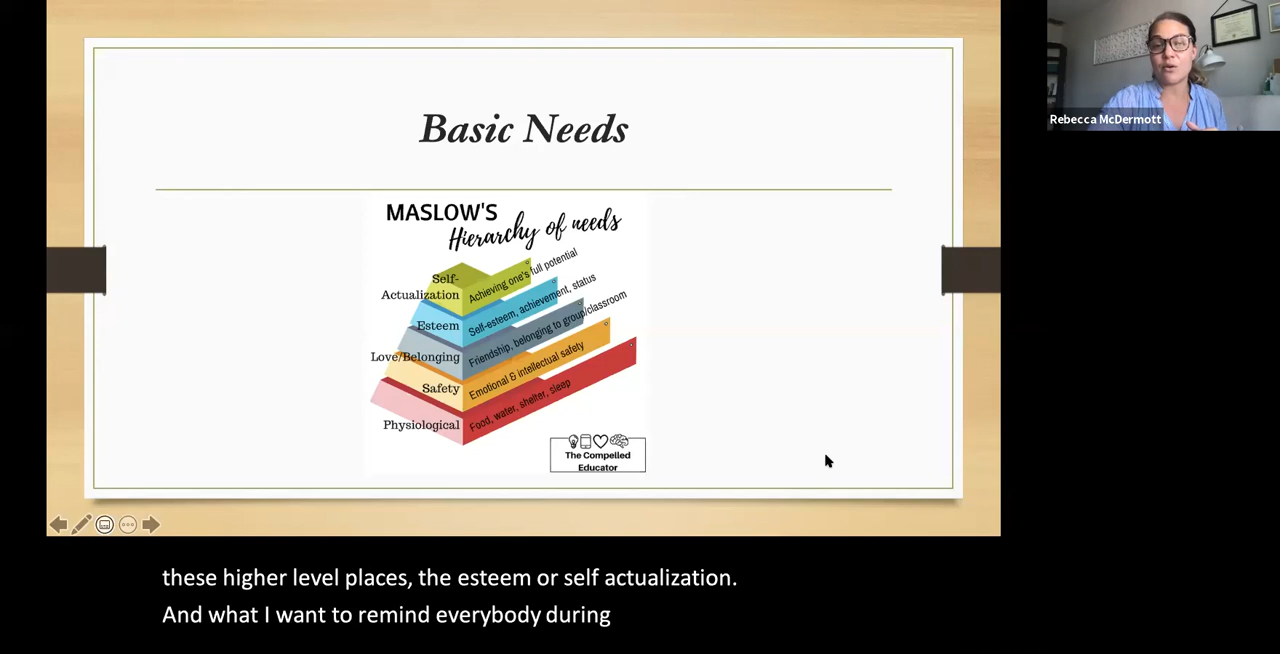 Basic Needs
MASLOW'S
Hierarchy of needs
Self-
Actualization
Achieving one's full potential
Esteem
Self-esteem, achievement, status
Love/Belonging
Friendship, belonging to group/classroom
Safety
Emotional & intellectual safety
Physiological
Food, water, shelter, sleep
The Compelled
Educator
Rebecca McDermott
these higher level places, the esteem or self actualization.
And what I want to remind everybody during